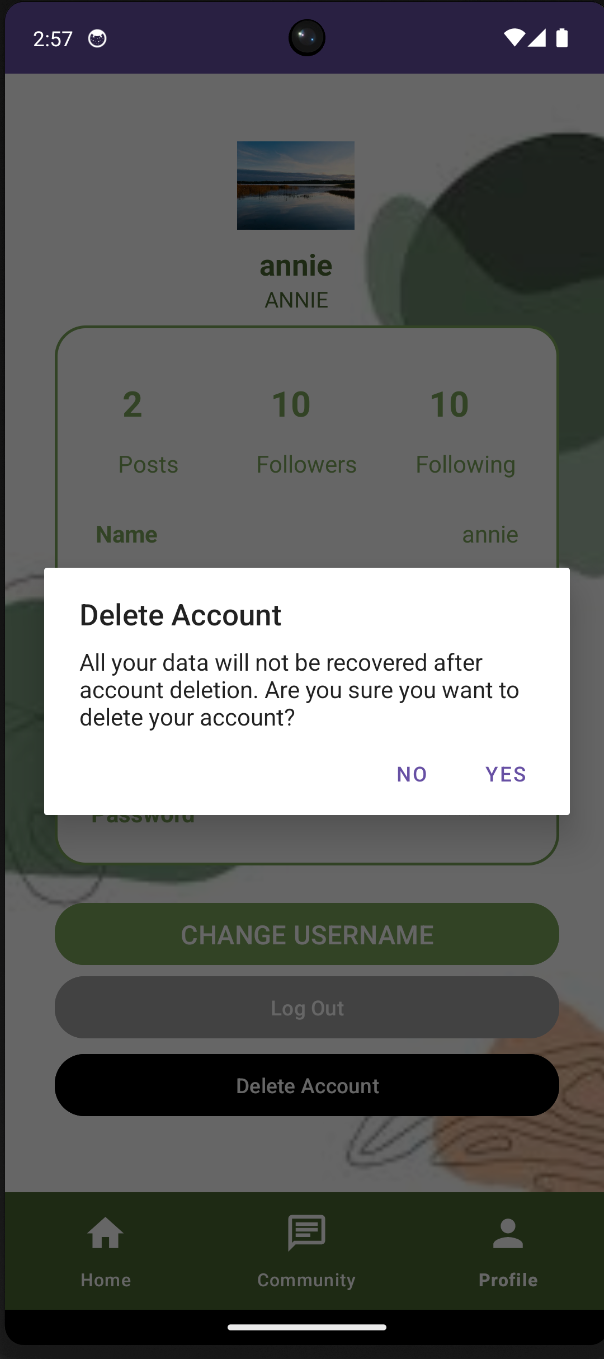 2:57
annie
ANNIE
2 10 10
Posts Followers Following
Name annie
Delete Account
All your data will not be recovered after
account deletion. Are you sure you want to
delete your account?
NO YES
Password
CHANGE USERNAME
Log Out
Delete Account
Home Community Profile